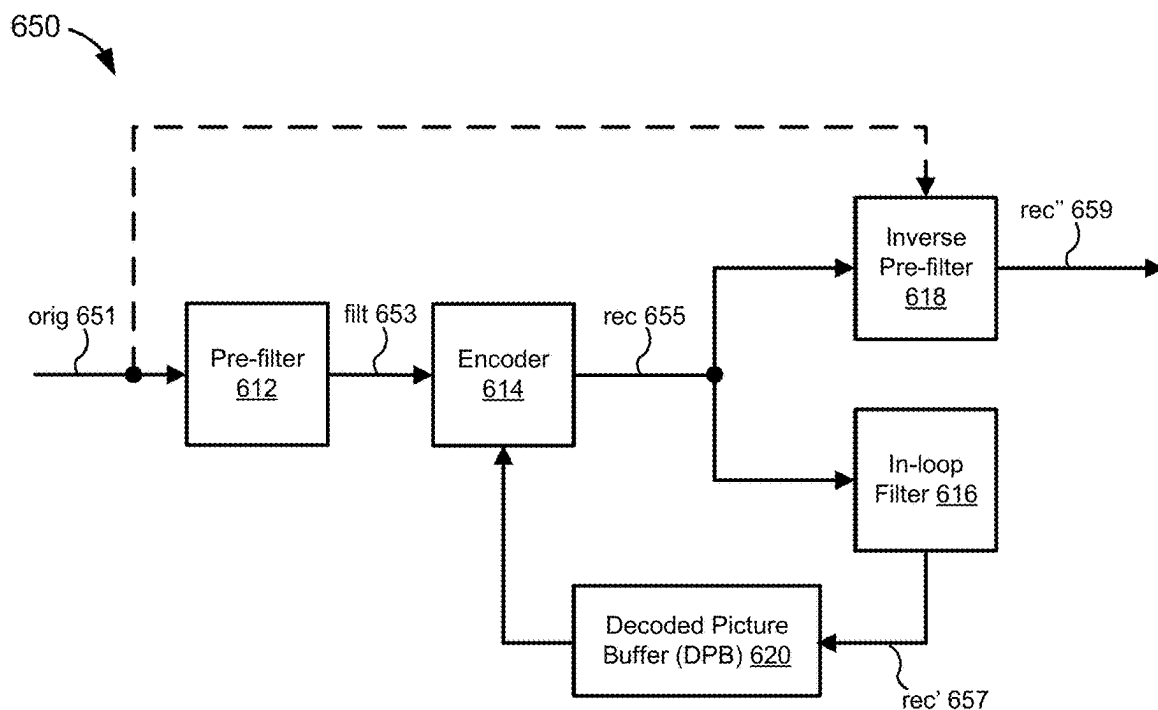 650
rec" 659
Inverse
Pre-filter
618
orig 651
filt 653
rec 655
Pre-filter
612
Encoder
614
In-loop
Filter 616
Decoded Picture
Buffer (DPB) 620
rec' 657